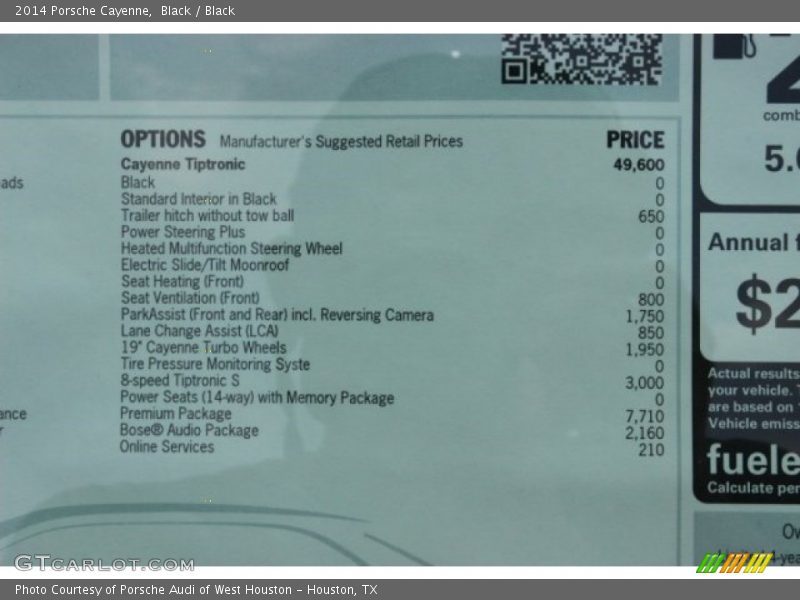 2014 Porsche Cayenne, Black / Black
OPTIONS Manufacturer's Suggested Retail Prices PRICE
Cayenne Tiptronic 49,600
Black 0
Standard Interior in Black 0
Trailer hitch without tow ball 650
Power Steering Plus 0
Heated Multifunction Steering Wheel 0
Electric Slide/Tilt Moonroof 0
Seat Heating (Front) 0
Seat Ventilation (Front) 800
ParkAssist (Front and Rear) incl. Reversing Camera 1,750
Lane Change Assist (LCA) 850
19" Cayenne Turbo Wheels 1,950
Tire Pressure Monitoring Syste 0
8-speed Tiptronic S 3,000
Power Seats (14-way) with Memory Package 0
Premium Package 7,710
Bose® Audio Package 2,160
Online Services 210
ads
ance
r
2
comb
5.
Annual f
$2
Actual results
your vehicle.
are based on
Vehicle emiss
fuele
Calculate per
Ov
4-yea
GTCARLOT.COM
Photo Courtesy of Porsche Audi of West Houston – Houston, TX